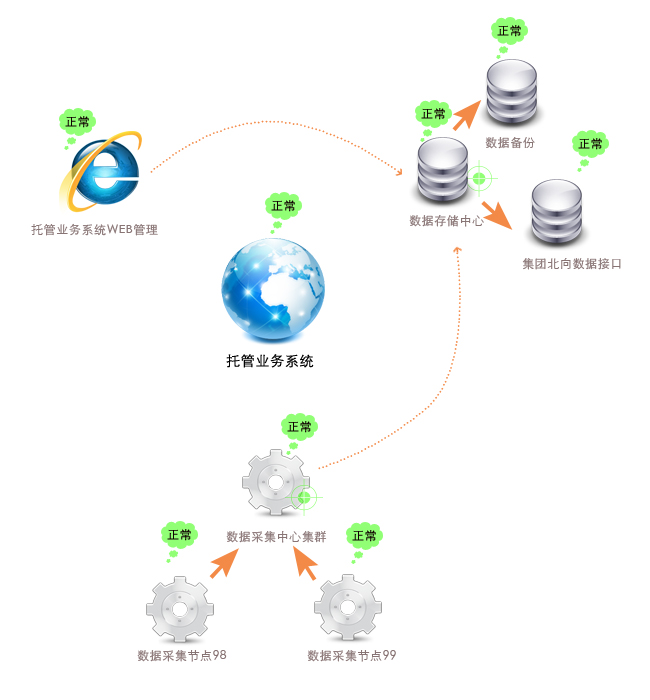 正常
数据备份
正常
正常
正常
托管业务系统WEB管理
数据存储中心
集团北向数据接口
正常
托管业务系统
正常
数据采集中心集群
正常
正常
数据采集节点98
数据采集节点99